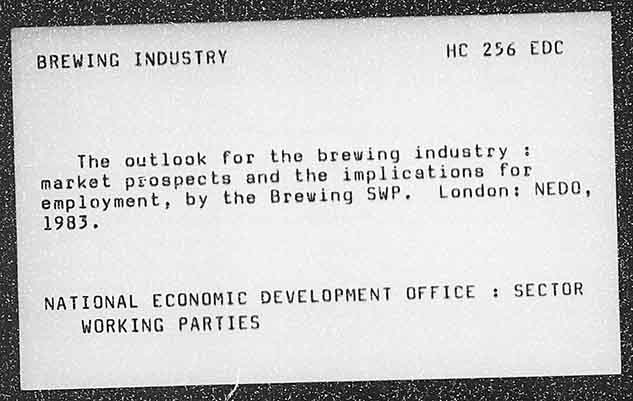 BREWING INDUSTRY HC 256 EDC
The outlook for the brewing industry :
market prospects and the implications for
employment, by the Brewing SWP. London: NEDO,
1983.
NATIONAL ECONOMIC DEVELOPMENT OFFICE : SECTOR
WORKING PARTIES